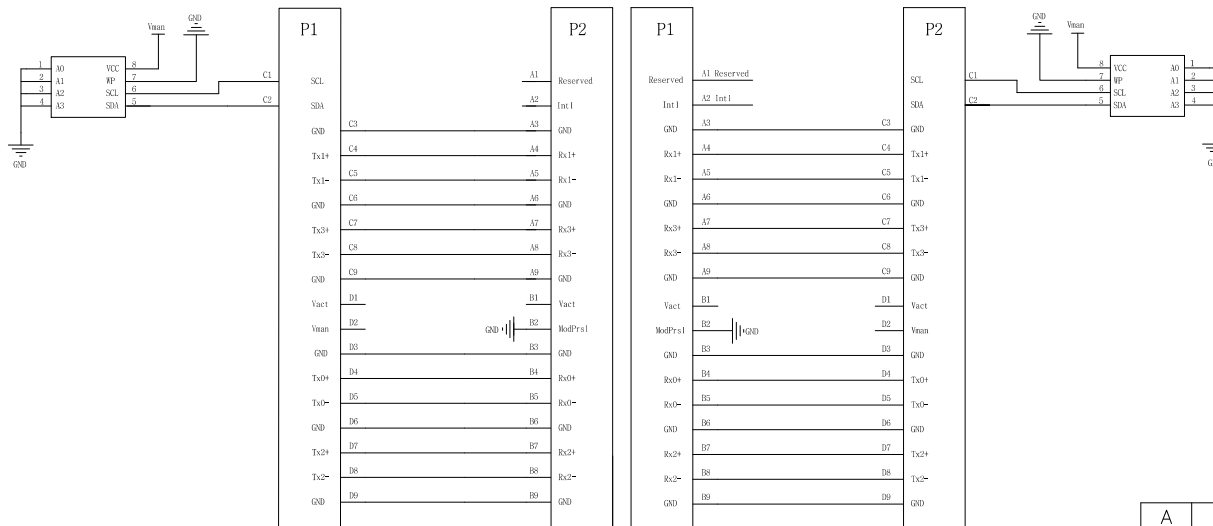 GND
Vman
P1
P2
P1
P2
GND
Vman
1 A0 VCC 8
2 A1 WP 7
3 A2 SCL 6
4 A3 SDA 5
GND
8 VCC A0 1
7 WP A1 2
6 SCL A2 3
5 SDA A3 4
C1 SCL A1 Reserved
C2 SDA A2 Intl
GND C3 A3 GND
Tx1+ C4 A4 Rx1+
Tx1- C5 A5 Rx1-
GND C6 A6 GND
Tx3+ C7 A7 Rx3+
Tx3- C8 A8 Rx3-
GND C9 A9 GND
Vact D1 B1 Vact
Vman D2 GND B2 ModPrsl
GND D3 B3 GND
Tx0+ D4 B4 Rx0+
Tx0- D5 B5 Rx0-
GND D6 B6 GND
Tx2+ D7 B7 Rx2+
Tx2- D8 B8 Rx2-
GND D9 B9 GND
Reserved A1 Reserved SCL C1
Intl A2 Intl SDA C2
GND A3 C3 GND
Rx1+ A4 C4 Tx1+
Rx1- A5 C5 Tx1-
GND A6 C6 GND
Rx3+ A7 C7 Tx3+
Rx3- A8 C8 Tx3-
GND A9 C9 GND
Vact B1 D1 Vact
ModPrsl B2 GND D2 Vman
GND B3 D3 GND
Rx0+ B4 D4 Tx0+
Rx0- B5 D5 Tx0-
GND B6 D6 GND
Rx2+ B7 D7 Tx2+
Rx2- B8 D8 Tx2-
GND B9 D9 GND
A